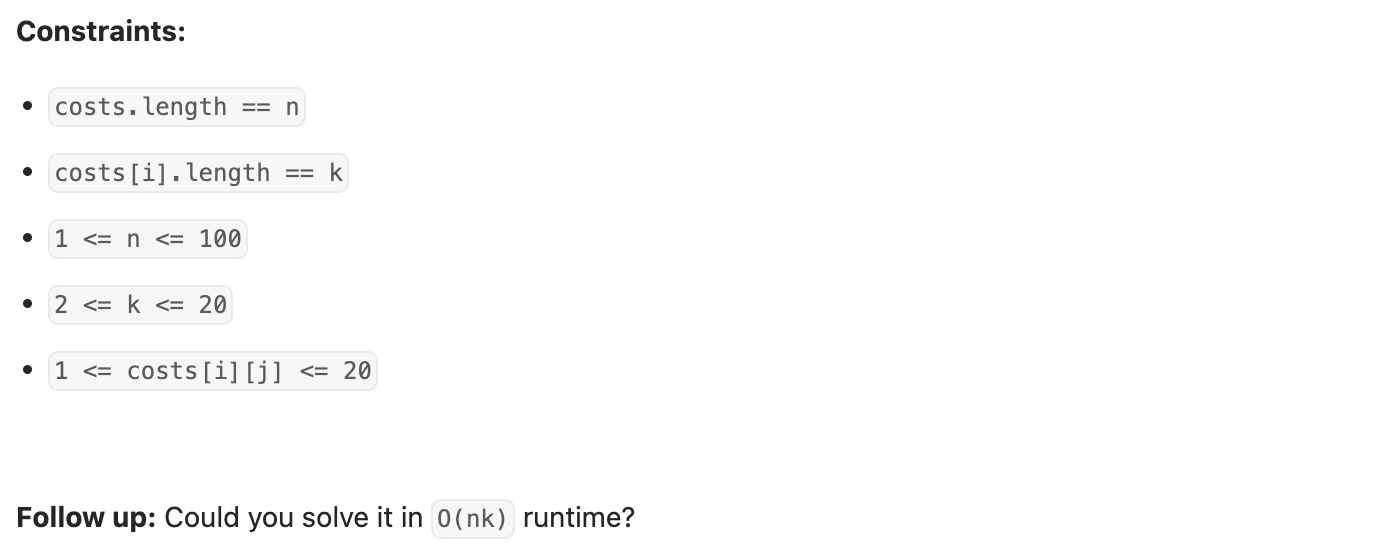 Constraints:
costs.length == n
costs[i].length == k
1 <= n <= 100
2 <= k <= 20
1 <= costs[i][j] <= 20
Follow up: Could you solve it in O(nk) runtime?